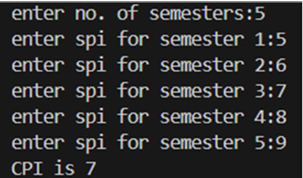 enter no. of semesters:5
enter spi for semester 1:5
enter spi for semester 2:6
enter spi for semester 3:7
enter spi for semester 4:8
enter spi for semester 5:9
CPI is 7